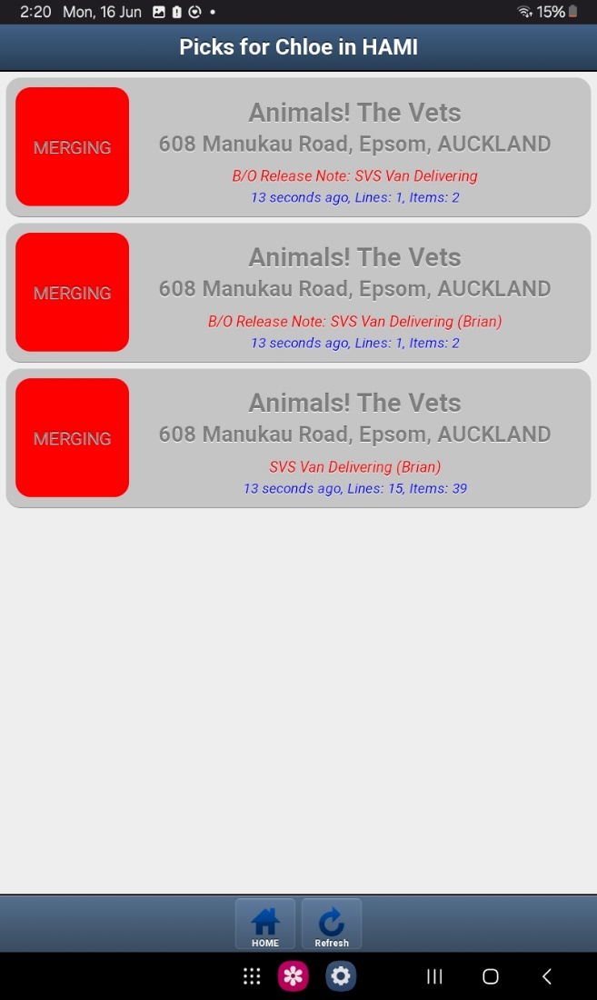 2:20 Mon, 16 Jun 15%
Picks for Chloe in HAMI
MERGING
Animals! The Vets
608 Manukau Road, Epsom, AUCKLAND
B/O Release Note: SVS Van Delivering
13 seconds ago, Lines: 1, Items: 2
MERGING
Animals! The Vets
608 Manukau Road, Epsom, AUCKLAND
B/O Release Note: SVS Van Delivering (Brian)
13 seconds ago, Lines: 1, Items: 2
MERGING
Animals! The Vets
608 Manukau Road, Epsom, AUCKLAND
SVS Van Delivering (Brian)
13 seconds ago, Lines: 15, Items: 39
HOME Refresh